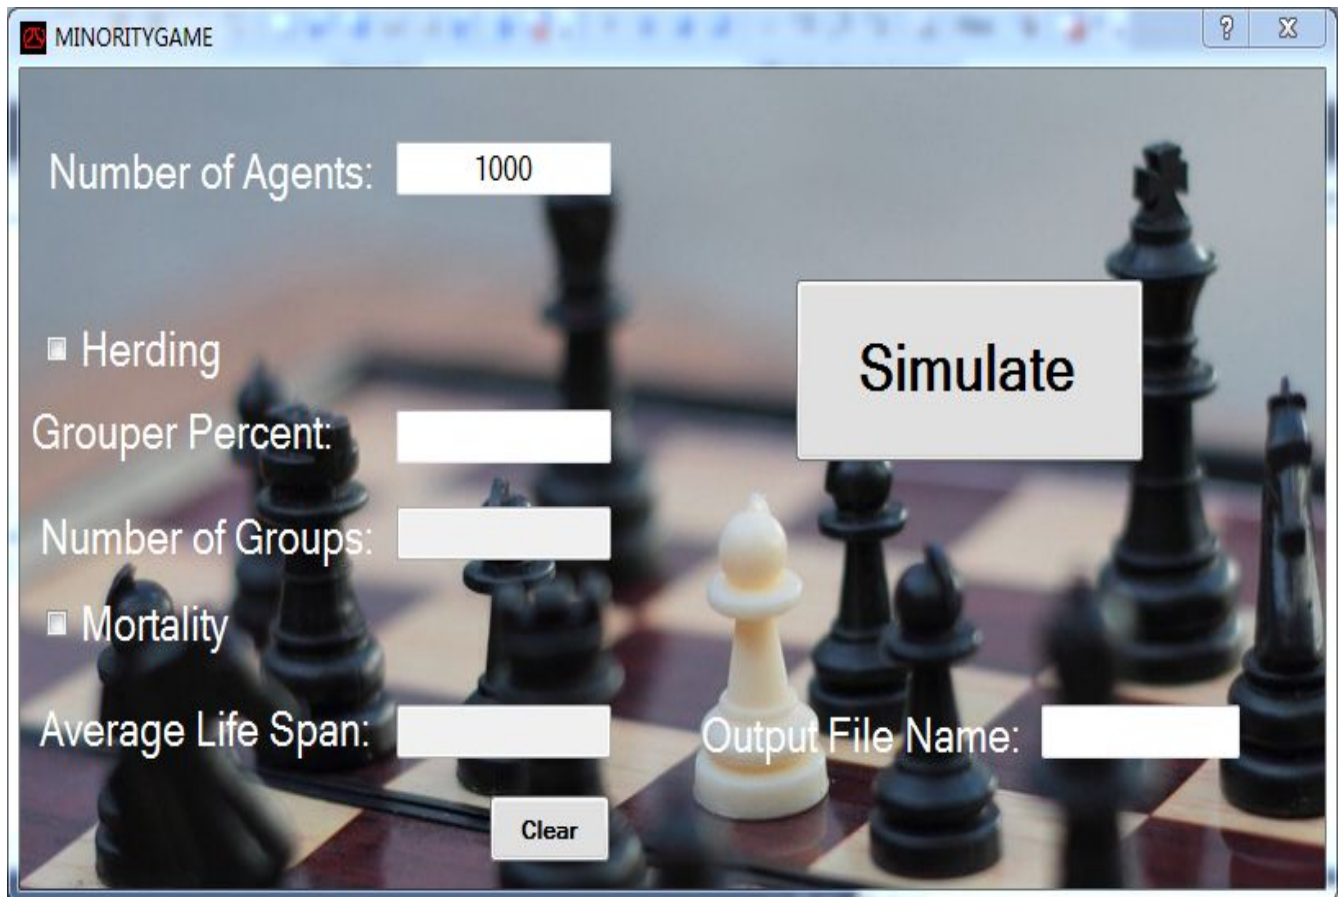 MINORITYGAME
Number of Agents: 1000
Herding
Simulate
Grouper Percent:
Number of Groups:
Mortality
Average Life Span:
Output File Name:
Clear